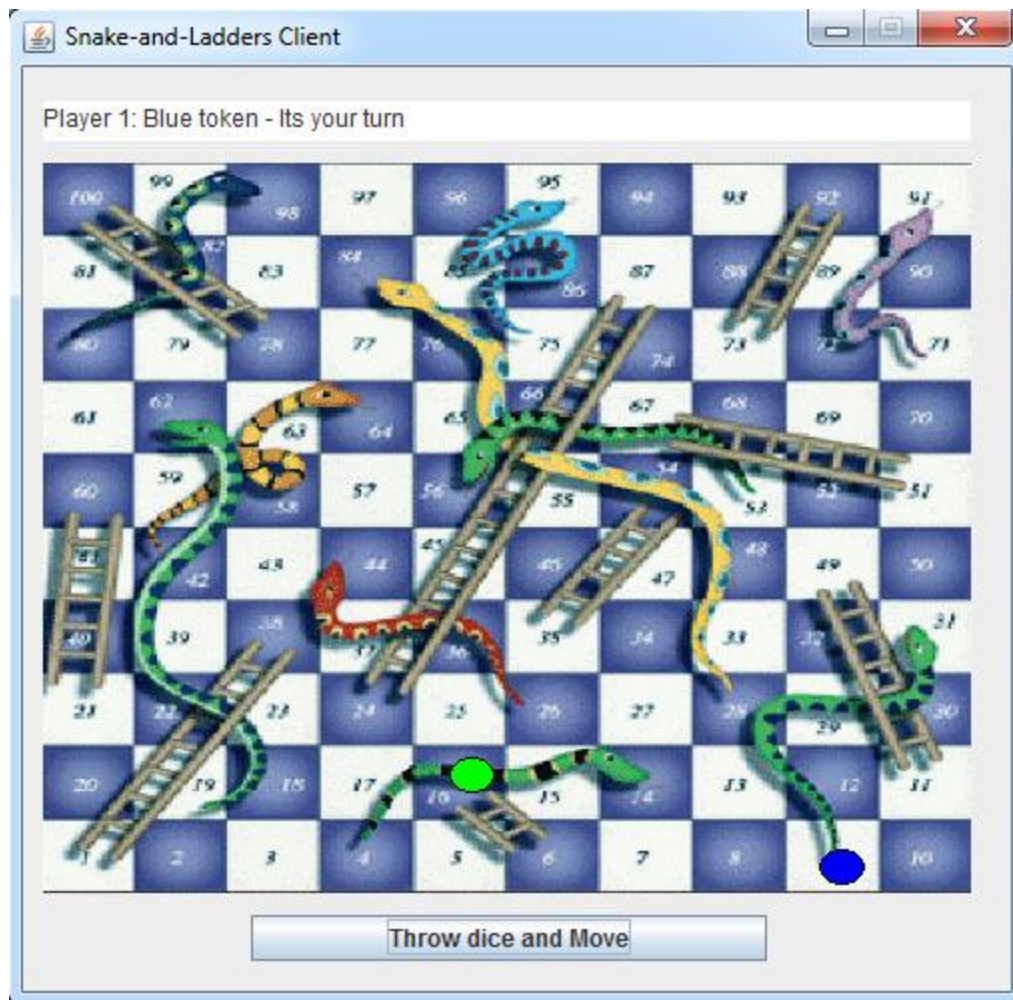 Snake-and-Ladders Client
Player 1: Blue token - Its your turn
100 99 98 97 96 95 94 93 92 91
81 82 83 84 85 86 87 88 89 90
80 79 78 77 76 75 74 73 72 71
61 62 63 64 65 66 67 68 69 70
60 59 58 57 56 55 54 53 52 51
41 42 43 44 45 46 47 48 49 50
40 39 38 37 36 35 34 33 32 31
21 22 23 24 25 26 27 28 29 30
20 19 18 17 16 15 14 13 12 11
1 2 3 4 5 6 7 8 10
Throw dice and Move